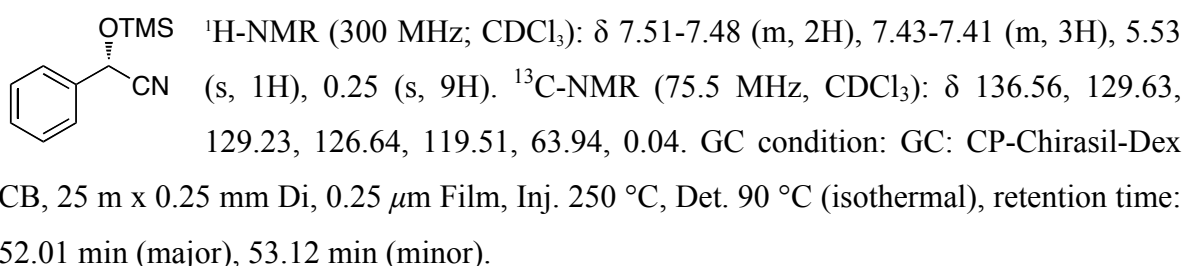 OTMS
CN
¹H-NMR (300 MHz; CDCl₃): δ 7.51-7.48 (m, 2H), 7.43-7.41 (m, 3H), 5.53
(s, 1H), 0.25 (s, 9H). ¹³C-NMR (75.5 MHz, CDCl₃): δ 136.56, 129.63,
129.23, 126.64, 119.51, 63.94, 0.04. GC condition: GC: CP-Chirasil-Dex
CB, 25 m x 0.25 mm Di, 0.25 μm Film, Inj. 250 °C, Det. 90 °C (isothermal), retention time:
52.01 min (major), 53.12 min (minor).